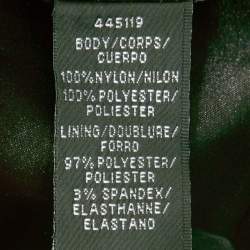 445119
BODY/CORPS/
CUERPO
100%NYLON/NILON
100% POLYESTER/
POLIESTER
LINING/DOUBLURE/
FORRO
97% POLYESTER/
POLIESTER
3% SPANDEX/
ELASTHANNE/
ELASTANO